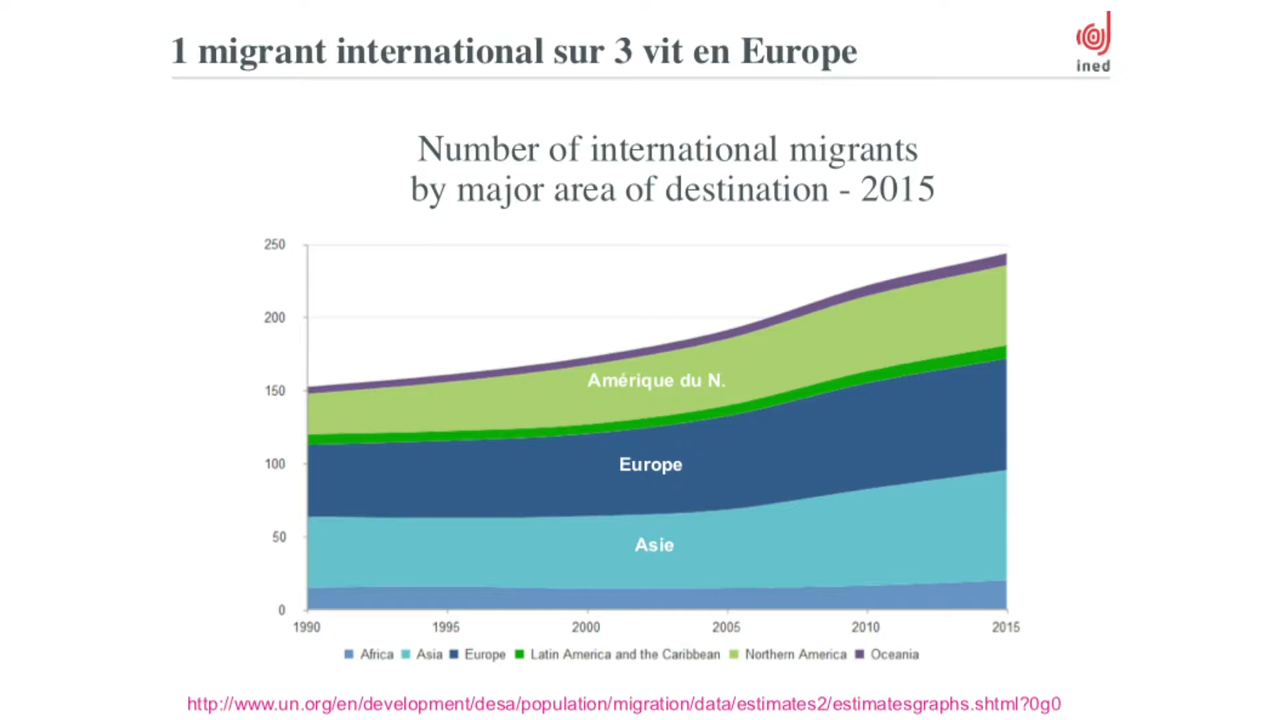 1 migrant international sur 3 vit en Europe
ined
Number of international migrants
by major area of destination - 2015
250
200
150
100
50
0
Amérique du N.
Europe
Asie
1990 1995 2000 2005 2010 2015
Africa Asia Europe Latin America and the Caribbean Northern America Oceania
http://www.un.org/en/development/desa/population/migration/data/estimates2/estimatesgraphs.shtml?0g0